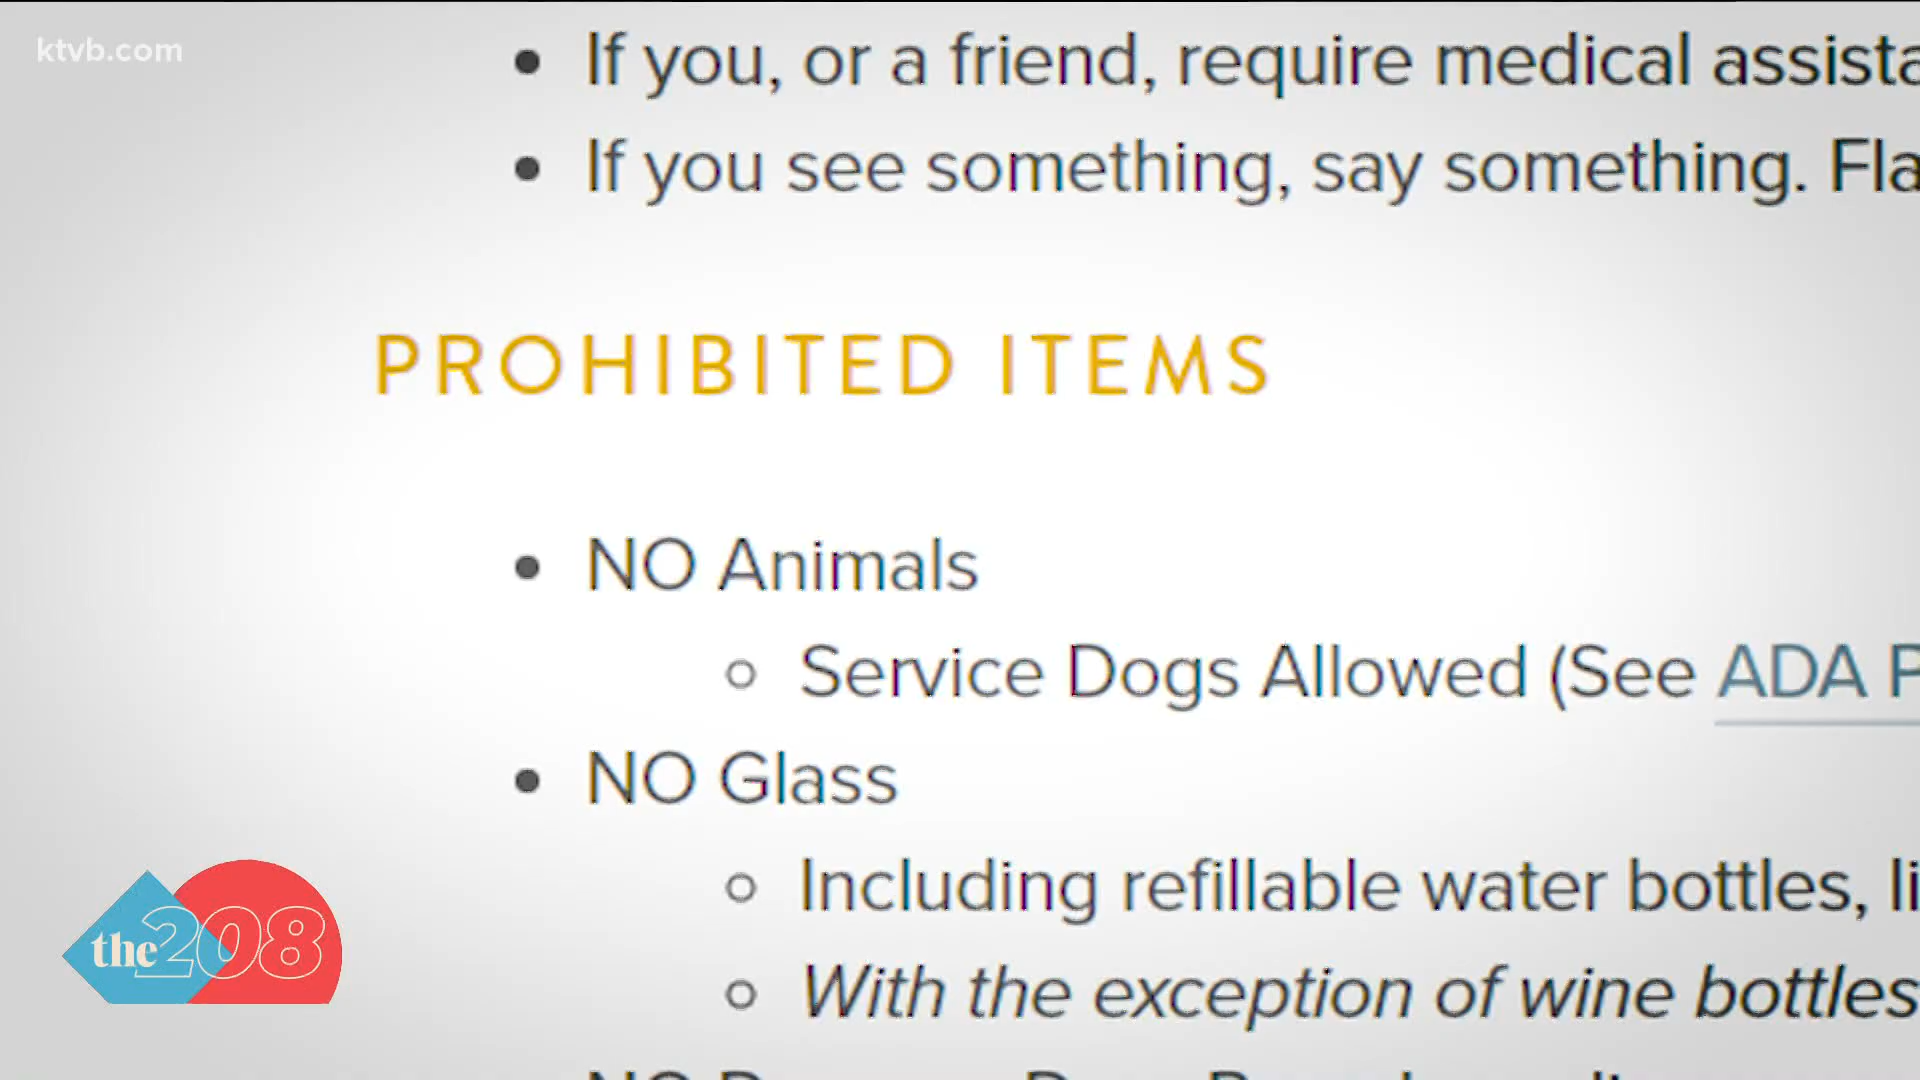 ktvb.com
• If you, or a friend, require medical assista
• If you see something, say something. Fla
PROHIBITED ITEMS
• NO Animals
○ Service Dogs Allowed (See ADA P
• NO Glass
○ Including refillable water bottles, li
○ With the exception of wine bottles
the 208